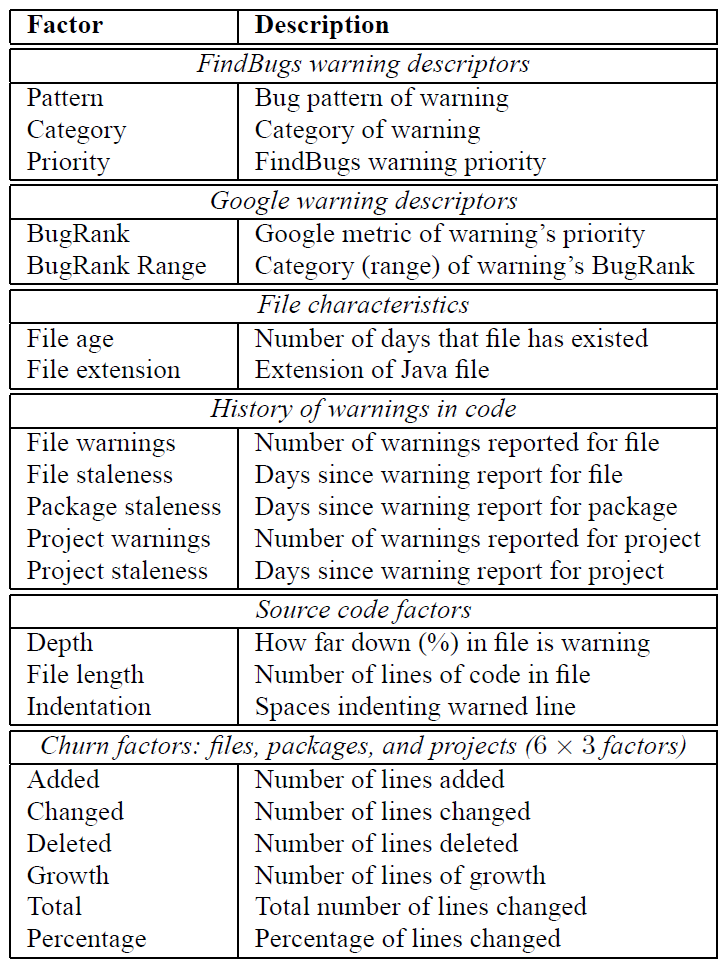 Factor Description
FindBugs warning descriptors
Pattern Bug pattern of warning
Category Category of warning
Priority FindBugs warning priority
Google warning descriptors
BugRank Google metric of warning's priority
BugRank Range Category (range) of warning's BugRank
File characteristics
File age Number of days that file has existed
File extension Extension of Java file
History of warnings in code
File warnings Number of warnings reported for file
File staleness Days since warning report for file
Package staleness Days since warning report for package
Project warnings Number of warnings reported for project
Project staleness Days since warning report for project
Source code factors
Depth How far down (%) in file is warning
File length Number of lines of code in file
Indentation Spaces indenting warned line
Churn factors: files, packages, and projects (6 × 3 factors)
Added Number of lines added
Changed Number of lines changed
Deleted Number of lines deleted
Growth Number of lines of growth
Total Total number of lines changed
Percentage Percentage of lines changed